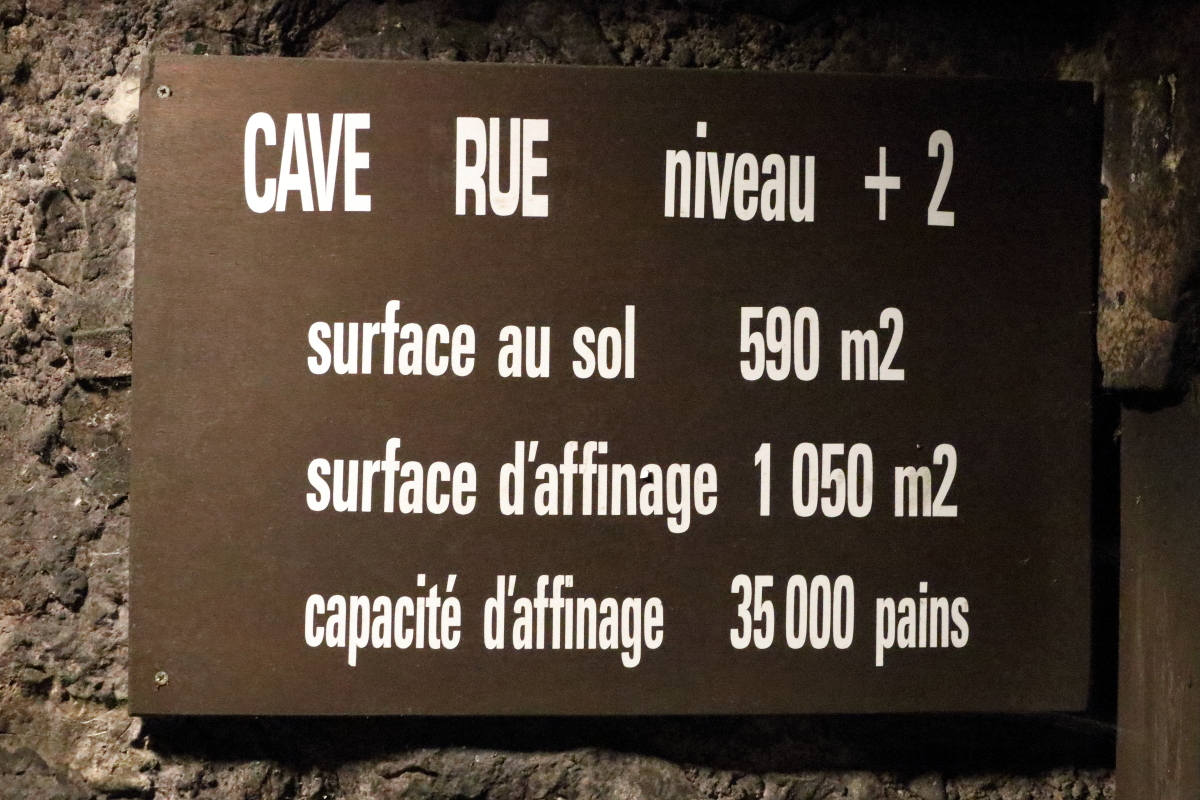 CAVE RUE niveau + 2
surface au sol 590 m2
surface d'affinage 1 050 m2
capacité d'affinage 35 000 pains